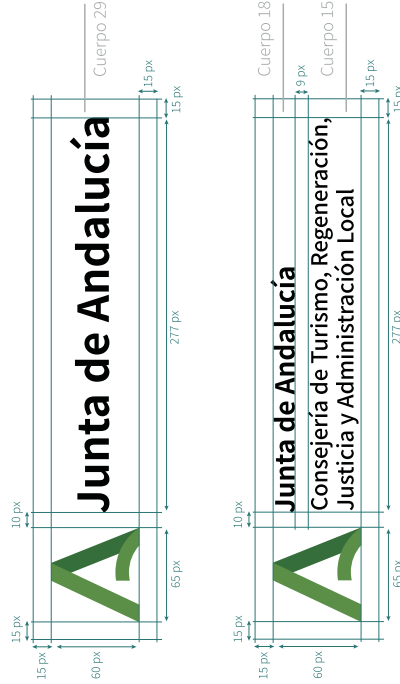 Cuerpo 29
15 px
15 px
Junta de Andalucía
277 px
10 px
65 px
15 px
15 px
60 px
Cuerpo 18
Cuerpo 15
9 px
15 px
15 px
Junta de Andalucía
Consejería de Turismo, Regeneración,
Justicia y Administración Local
277 px
10 px
65 px
15 px
15 px
60 px